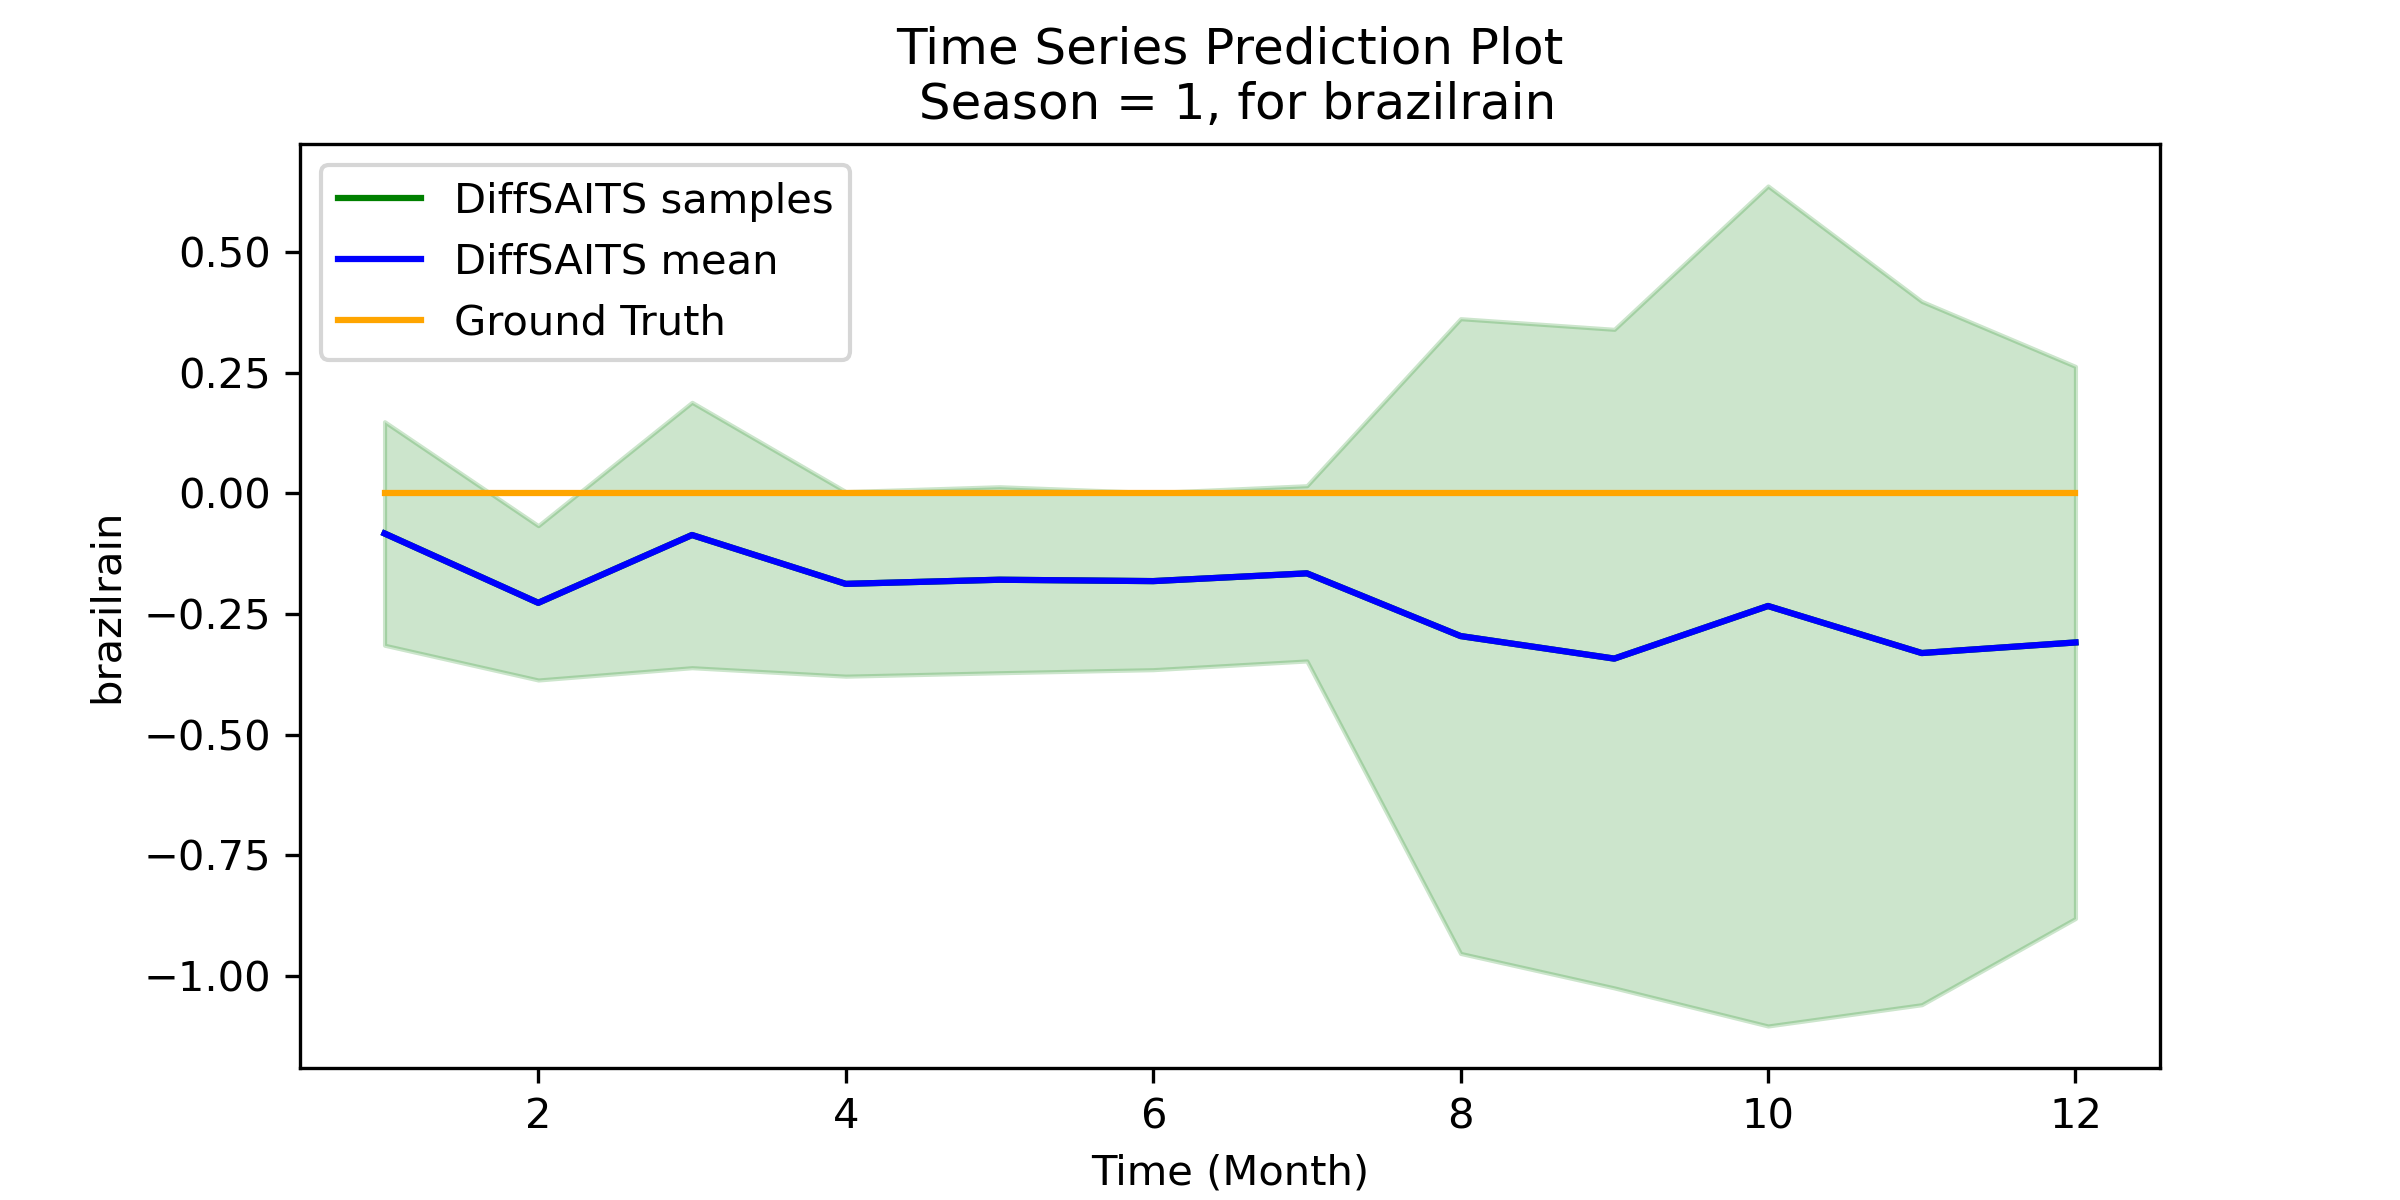 Time Series Prediction Plot
Season = 1, for brazilrain
DiffSAITS samples
DiffSAITS mean
Ground Truth
0.50
0.25
0.00
−0.25
−0.50
−0.75
−1.00
brazilrain
2 4 6 8 10 12
Time (Month)